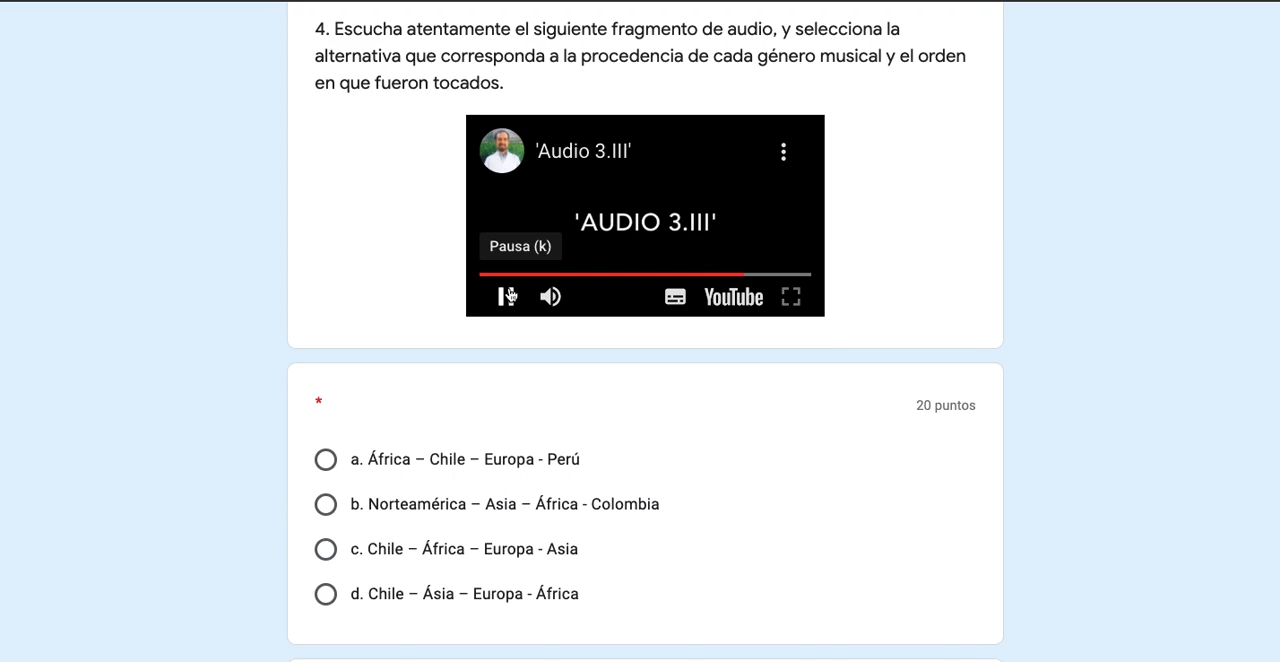 4. Escucha atentamente el siguiente fragmento de audio, y selecciona la
alternativa que corresponda a la procedencia de cada género musical y el orden
en que fueron tocados.
'Audio 3.III'
'AUDIO 3.III'
Pausa (k)
YouTube
*
20 puntos
a. África – Chile – Europa - Perú
b. Norteamérica – Asia – África - Colombia
c. Chile – África – Europa - Asia
d. Chile – Ásia – Europa - África